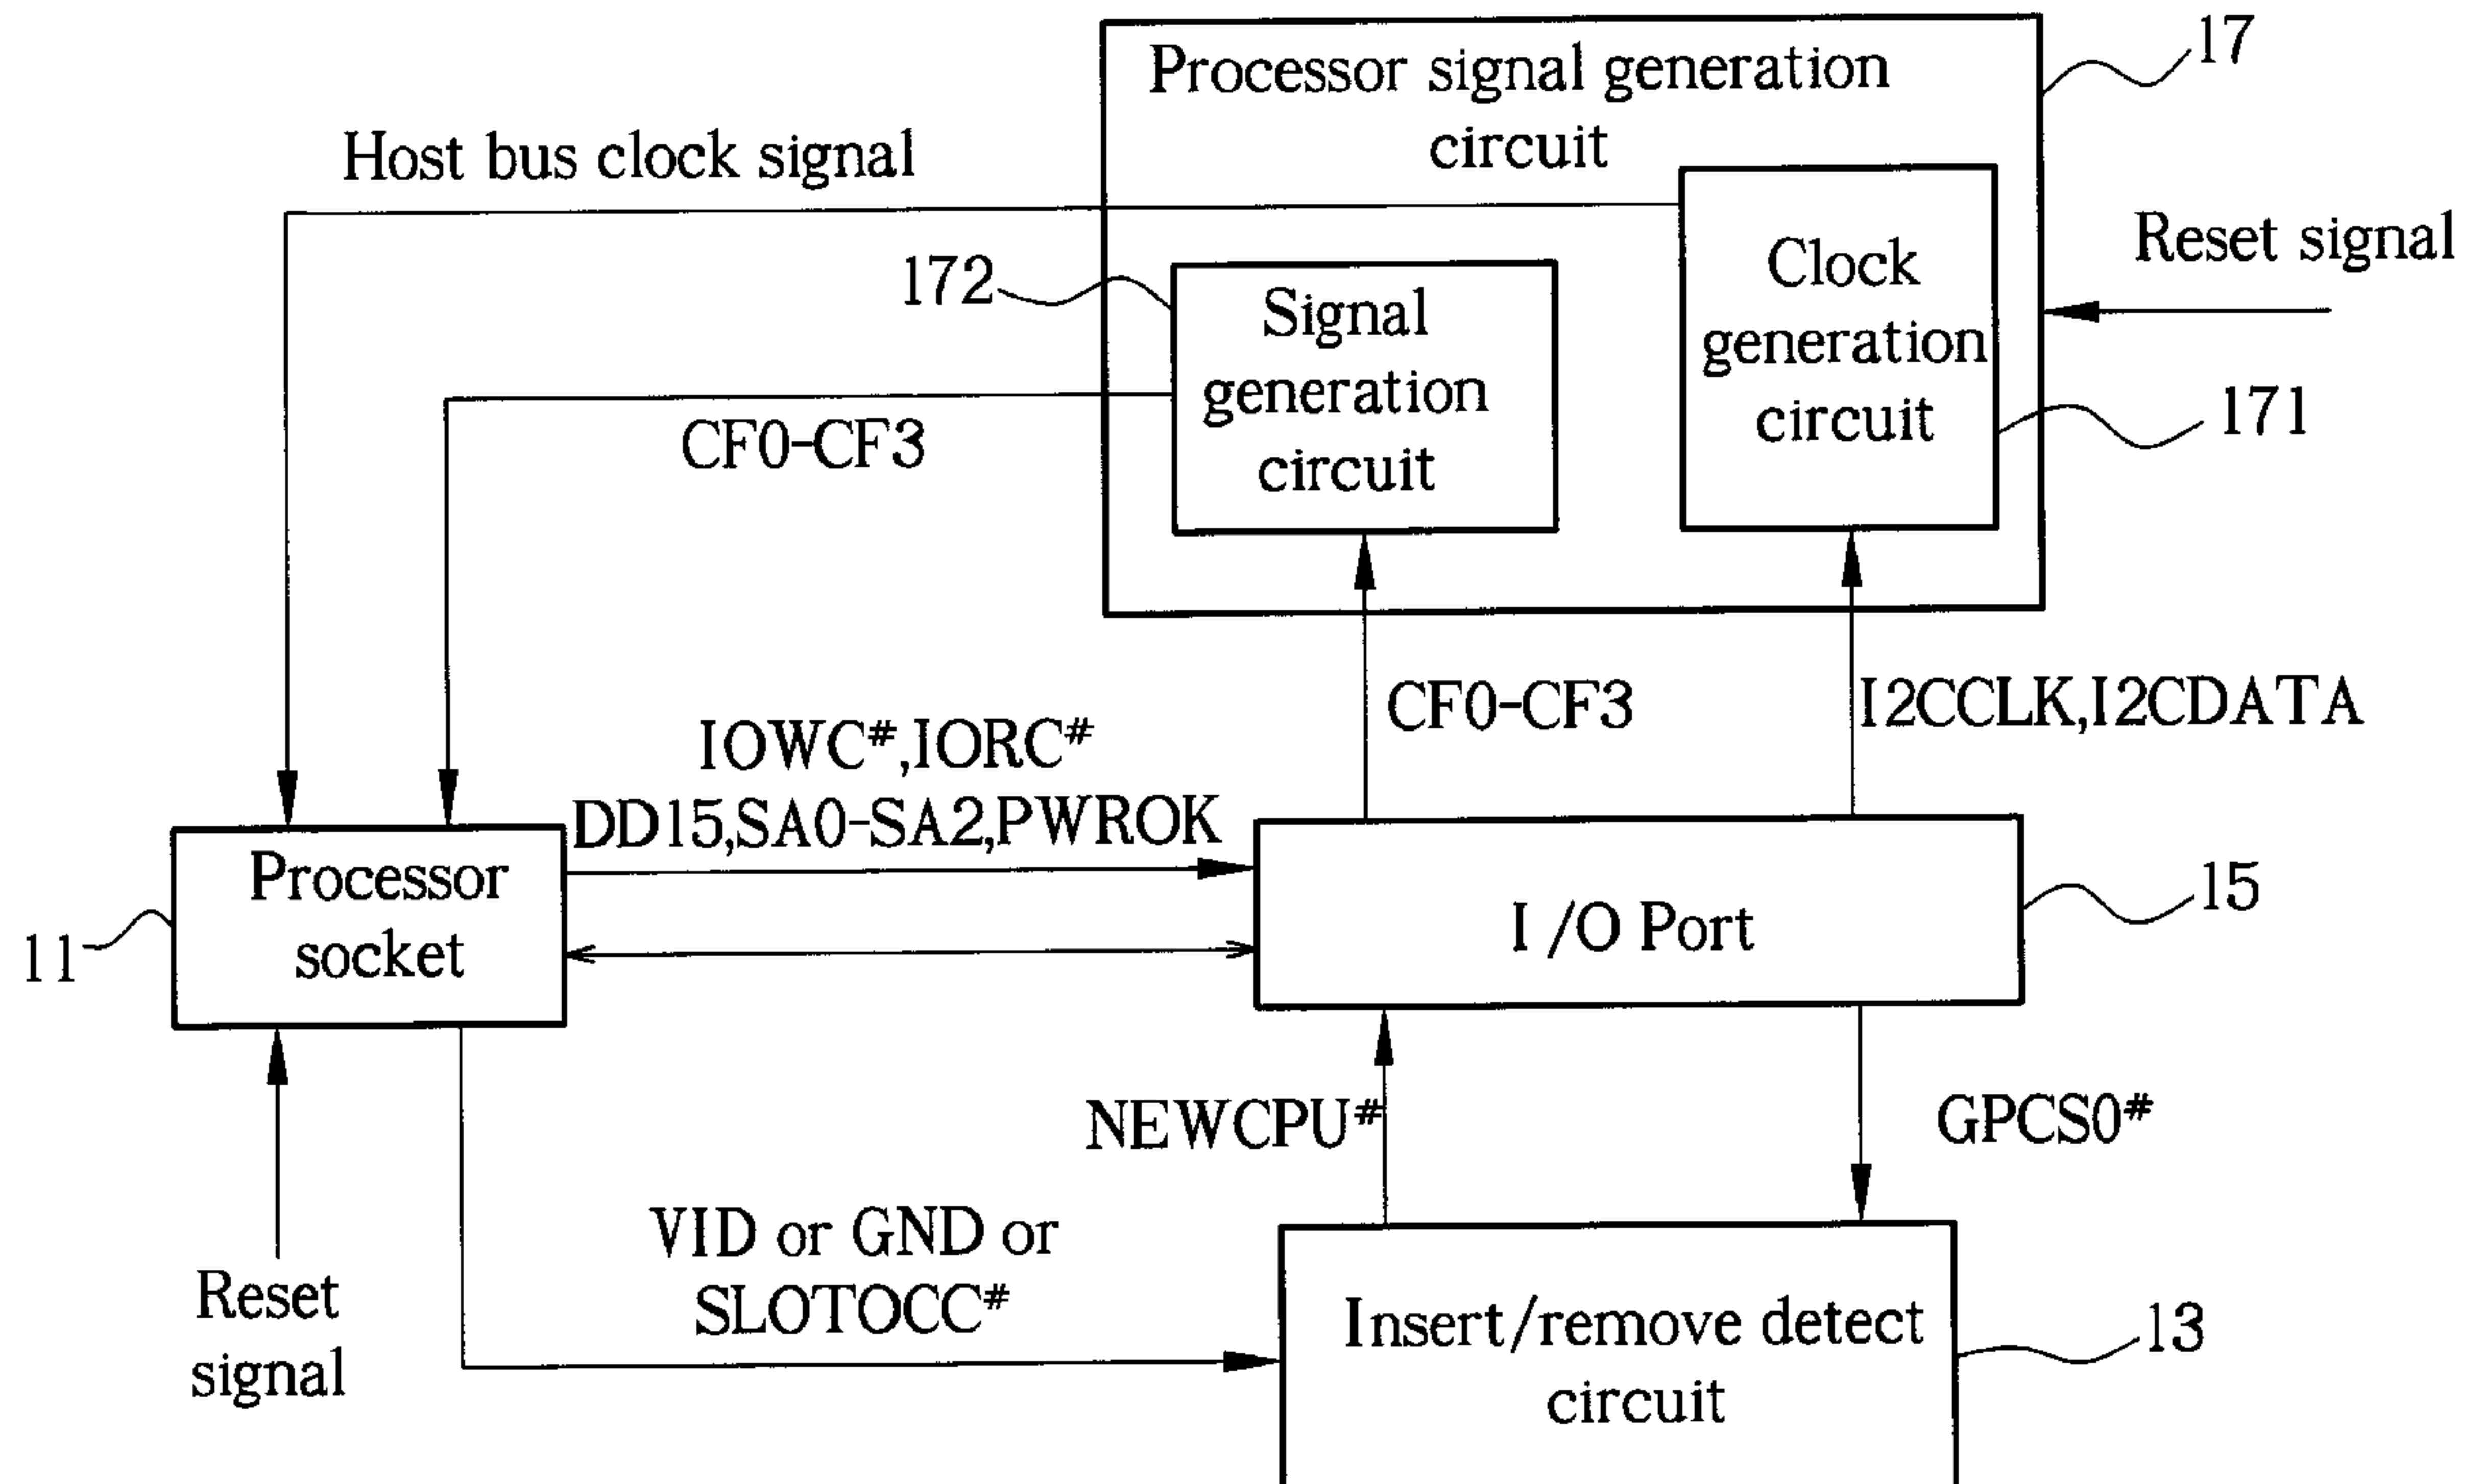 17
Processor signal generation
circuit
Host bus clock signal
Reset signal
172
Signal
generation
circuit
Clock
generation
circuit
171
CF0-CF3
CF0-CF3
I2CCLK,I2CDATA
IOWC#,IORC#
DD15,SA0-SA2,PWROK
Processor
socket
11
I /O Port
15
NEWCPU#
GPCS0#
VID or GND or
SLOTOCC#
Reset
signal
Insert/remove detect
circuit
13